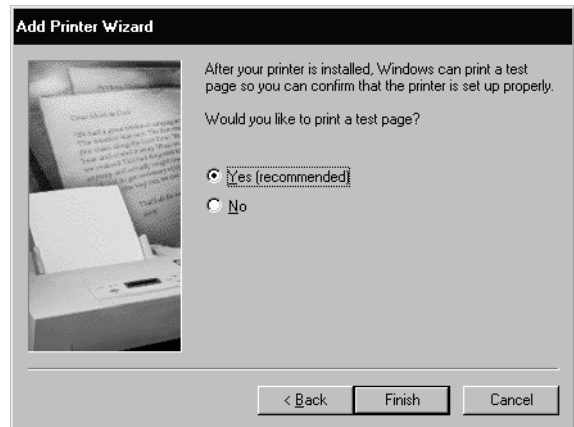 Add Printer Wizard
After your printer is installed, Windows can print a test
page so you can confirm that the printer is set up properly.
Would you like to print a test page?
Yes (recommended)
No
< Back
Finish
Cancel